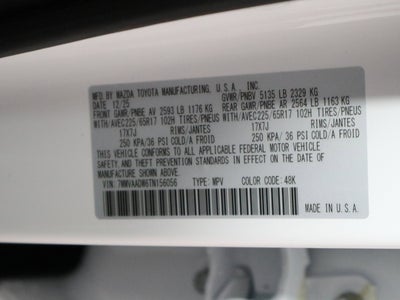 MFD. BY MAZDA TOYOTA MANUFACTURING, U.S.A., INC.
DATE: 12/25 GVWR/PNBV 5135 LB 2329 KG
FRONT GAWR/PNBE AV 2593 LB 1176 KG REAR GAWR/PNBE AR 2564 LB 1163 KG
WITH/AVEC225/65R17 102H TIRES/PNEUS WITH/AVEC225/65R17 102H TIRES/PNEUS
17X7J RIMS/JANTES 17X7J RIMS/JANTES
250 KPA/36 PSI COLD/A FROID 250 KPA/ 36 PSI COLD/A FROID
THIS VEHICLE CONFORMS TO ALL APPLICABLE FEDERAL MOTOR VEHICLE
SAFETY, AND THEFT PREVENTION STANDARDS IN EFFECT ON THE DATE OF
MANUFACTURE SHOWN ABOVE.
VIN: 7MMVAADW6TN156056 TYPE: MPV COLOR CODE: 48K
MADE IN U.S.A.